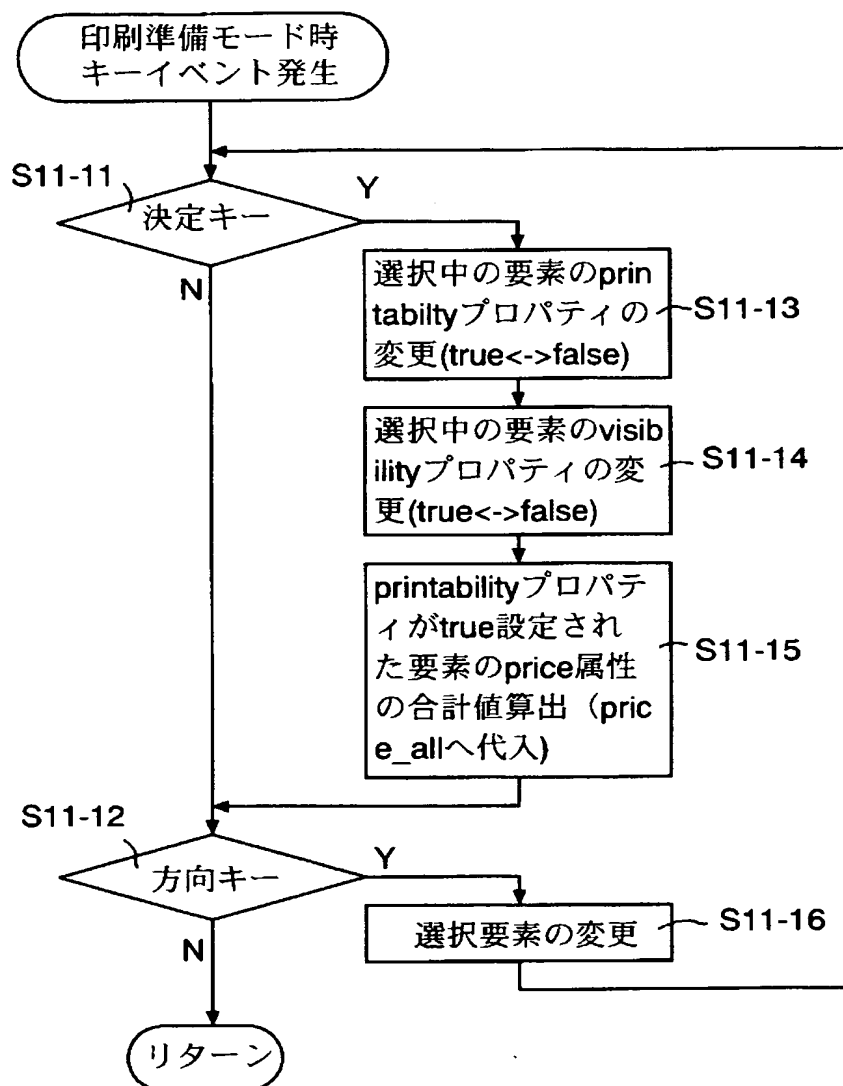 印刷準備モード時
キーイベント発生
S11-11
Y
決定キー
N
選択中の要素のprin
tabiltyプロパティの
変更(true<->false)
S11-13
選択中の要素のvisib
ilityプロパティの変
更(true<->false)
S11-14
printabilityプロパテ
ィがtrue設定され
た要素のprice属性
の合計値算出（pric
e_allへ代入)
S11-15
S11-12
Y
方向キー
N
選択要素の変更
S11-16
リターン